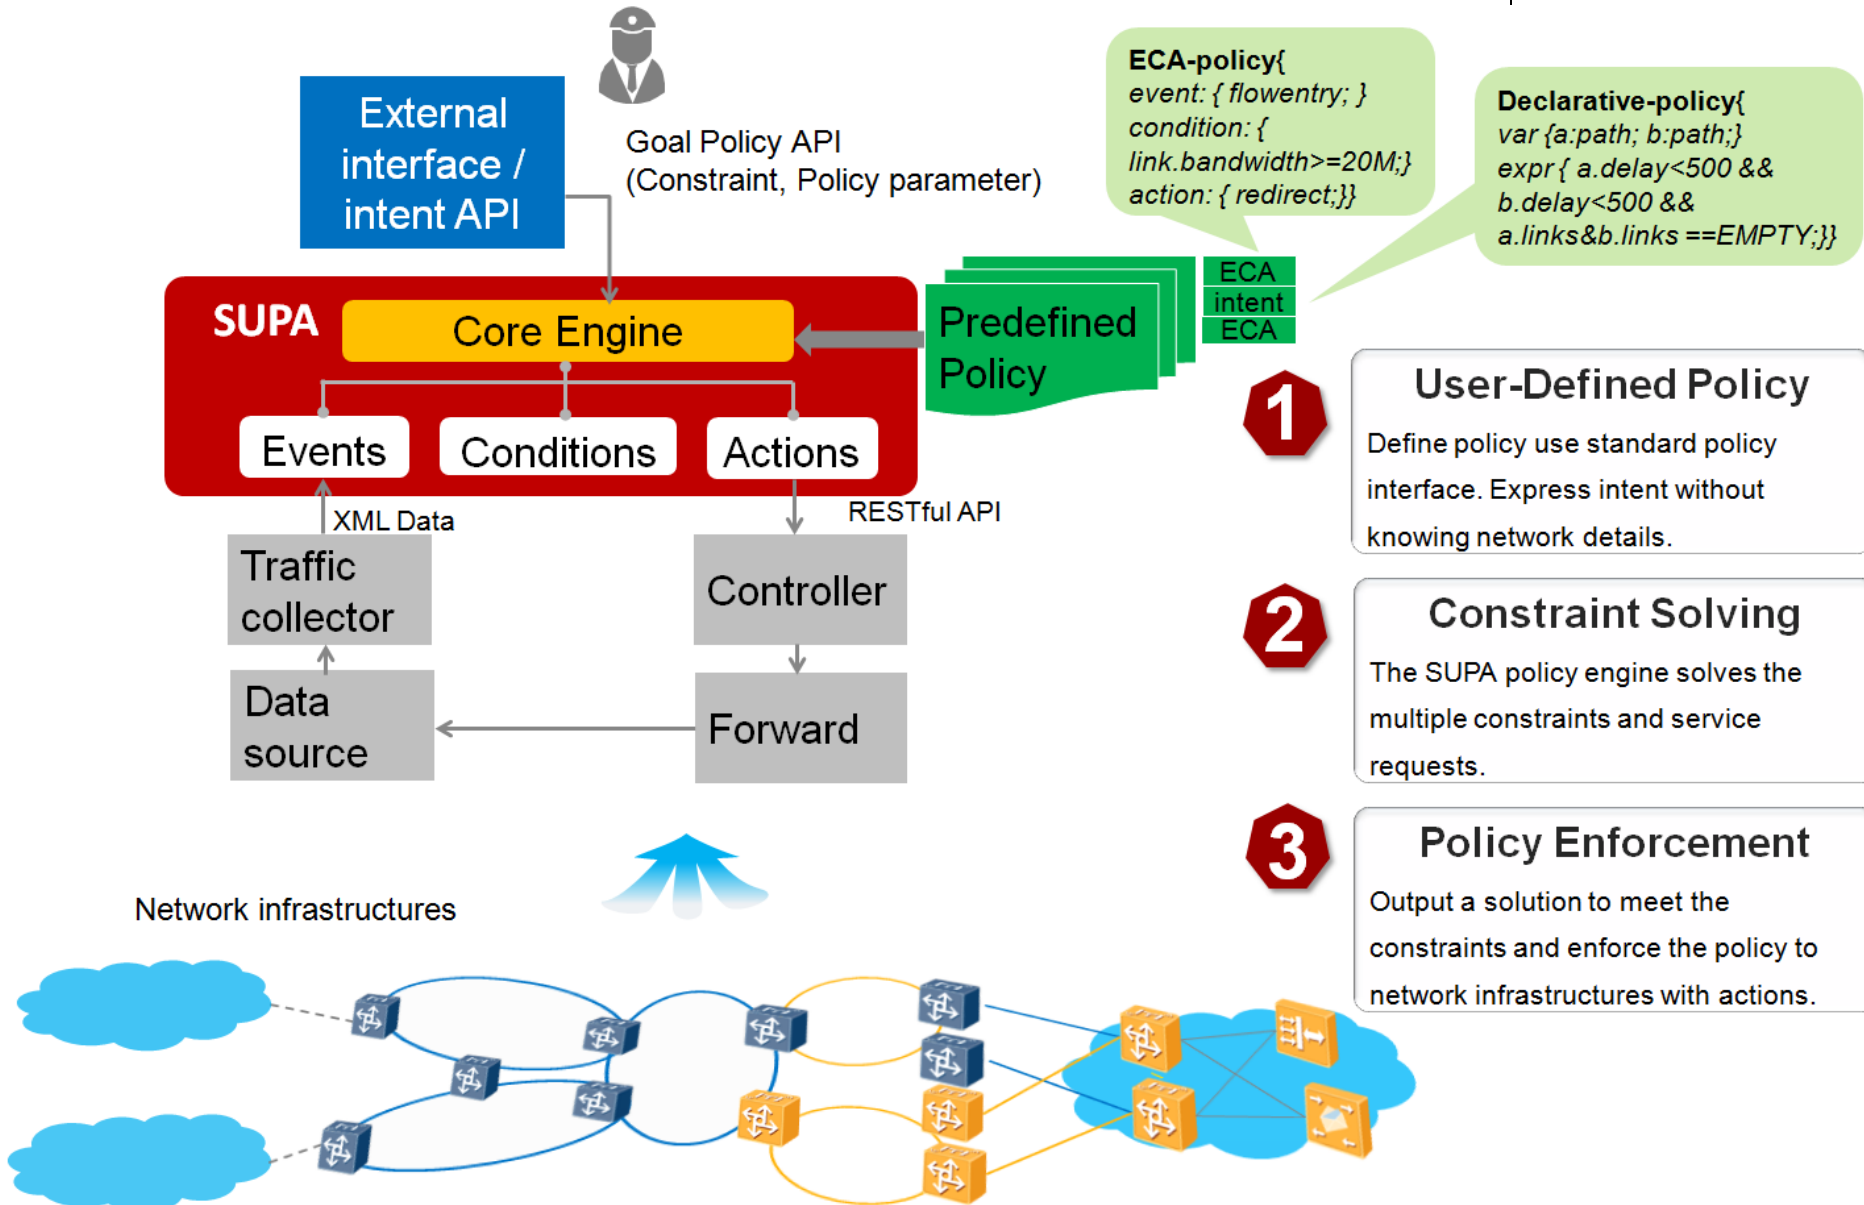 External
interface /
intent API
Goal Policy API
(Constraint, Policy parameter)
ECA-policy{
event: { flowentry; }
condition: {
link.bandwidth>=20M;}
action: { redirect;}}
Declarative-policy{
var {a:path; b:path;}
expr { a.delay<500 &&
b.delay<500 &&
a.links&b.links ==EMPTY;}}
SUPA
Core Engine
Predefined
Policy
ECA
intent
ECA
Events
Conditions
Actions
XML Data
RESTful API
Traffic
collector
Controller
Data
source
Forward
1
User-Defined Policy
Define policy use standard policy
interface. Express intent without
knowing network details.
2
Constraint Solving
The SUPA policy engine solves the
multiple constraints and service
requests.
3
Policy Enforcement
Output a solution to meet the
constraints and enforce the policy to
network infrastructures with actions.
Network infrastructures